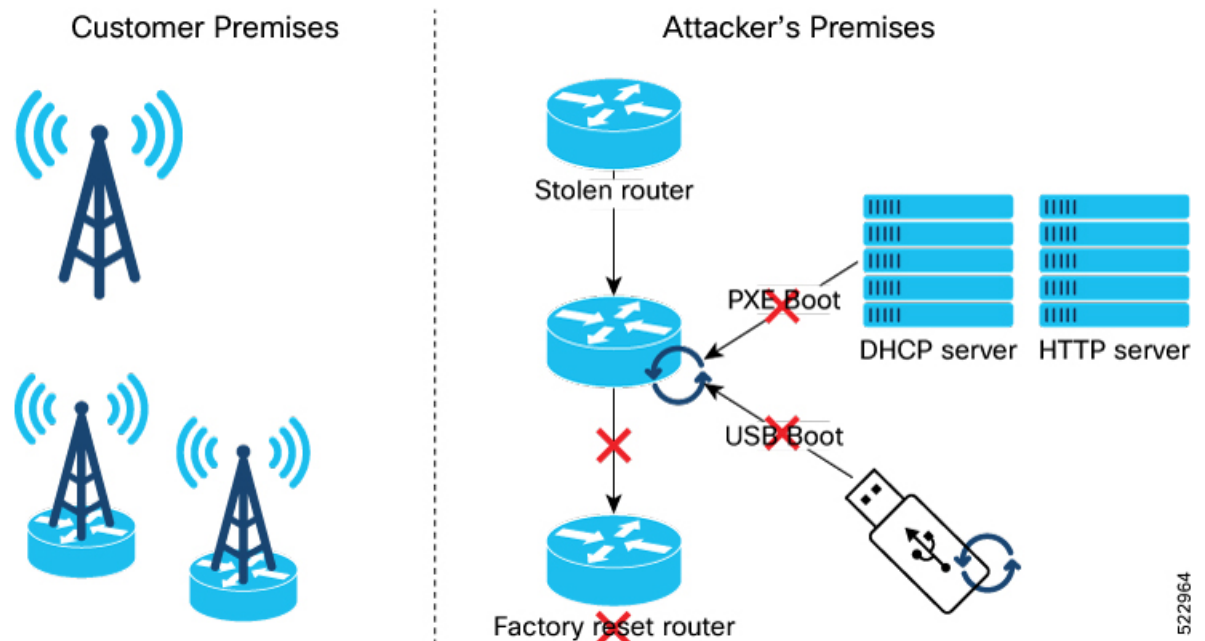 Customer Premises
Attacker's Premises
Stolen router
PXE Boot
DHCP server
HTTP server
USB Boot
Factory reset router
522964